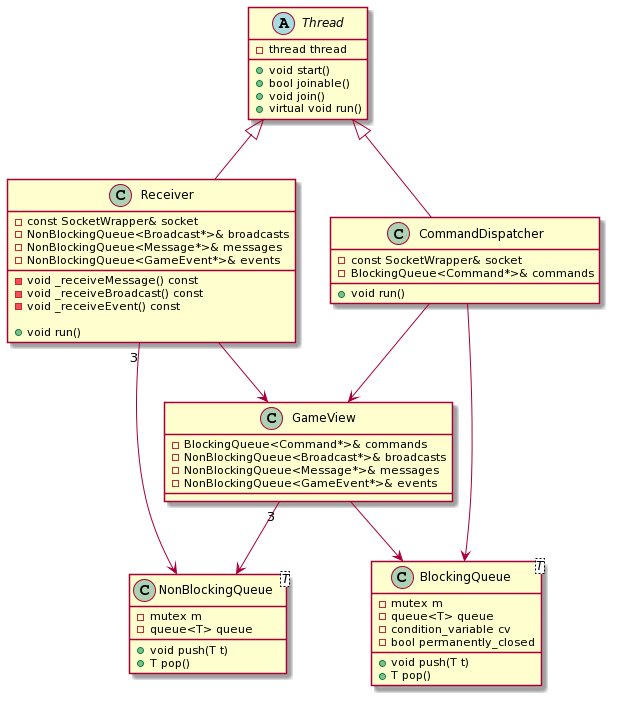 A Thread
thread thread
void start()
bool joinable()
void join()
virtual void run()
C Receiver
const SocketWrapper& socket
NonBlockingQueue<Broadcast*>& broadcasts
NonBlockingQueue<Message*>& messages
NonBlockingQueue<GameEvent*>& events
void _receiveMessage() const
void _receiveBroadcast() const
void _receiveEvent() const
void run()
C CommandDispatcher
const SocketWrapper& socket
BlockingQueue<Command*>& commands
void run()
3
C GameView
BlockingQueue<Command*>& commands
NonBlockingQueue<Broadcast*>& broadcasts
NonBlockingQueue<Message*>& messages
NonBlockingQueue<GameEvent*>& events
3
C NonBlockingQueue T
mutex m
queue<T> queue
void push(T t)
T pop()
C BlockingQueue T
mutex m
queue<T> queue
condition_variable cv
bool permanently_closed
void push(T t)
T pop()